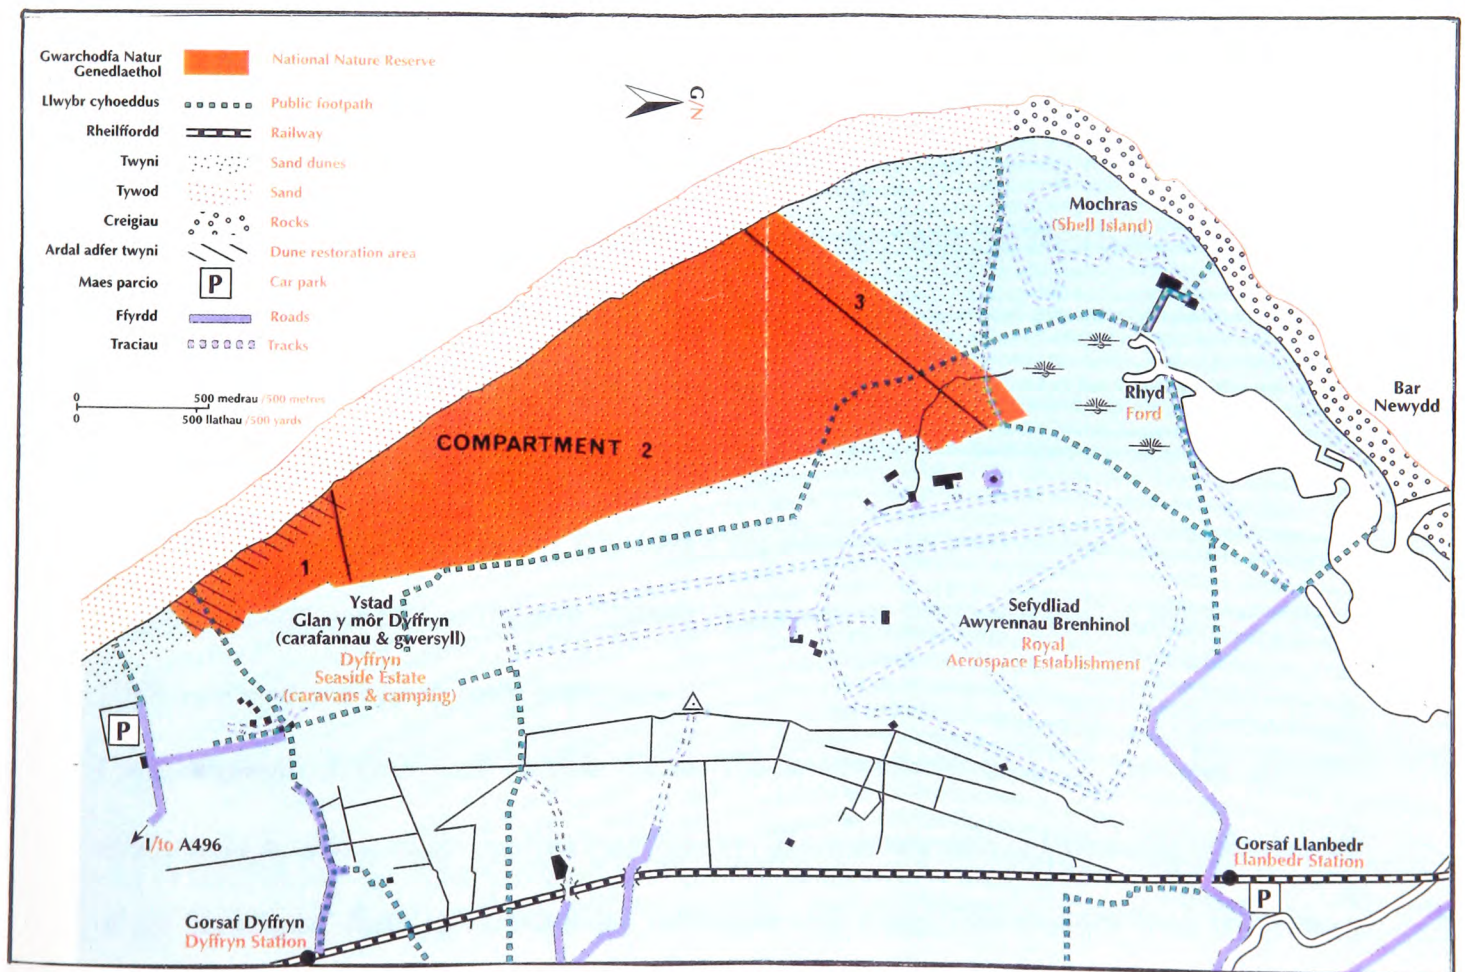 Gwarchodfa Natur
Genedlaethol
National Nature Reserve
Llwybr cyhoeddus
Public footpath
Rheilffordd
Railway
Twyni
Sand dunes
Tywod
Sand
Creigiau
Rocks
Ardal adfer twyni
Dune restoration area
Maes parcio
P
Car park
Ffyrdd
Roads
Traciau
Tracks
0 500 medrau /500 metres
0 500 llathau /500 yards
G/N
Mochras
(Shell Island)
3
Rhyd
Ford
Bar
Newydd
COMPARTMENT 2
1
Ystad
Glan y môr Dyffryn
(carafannau & gwersyll)
Dyffryn
Seaside Estate
(caravans & camping)
Sefydliad
Awyrennau Brenhinol
Royal
Aerospace Establishment
P
I/to A496
Gorsaf Dyffryn
Dyffryn Station
Gorsaf Llanbedr
Llanbedr Station
P